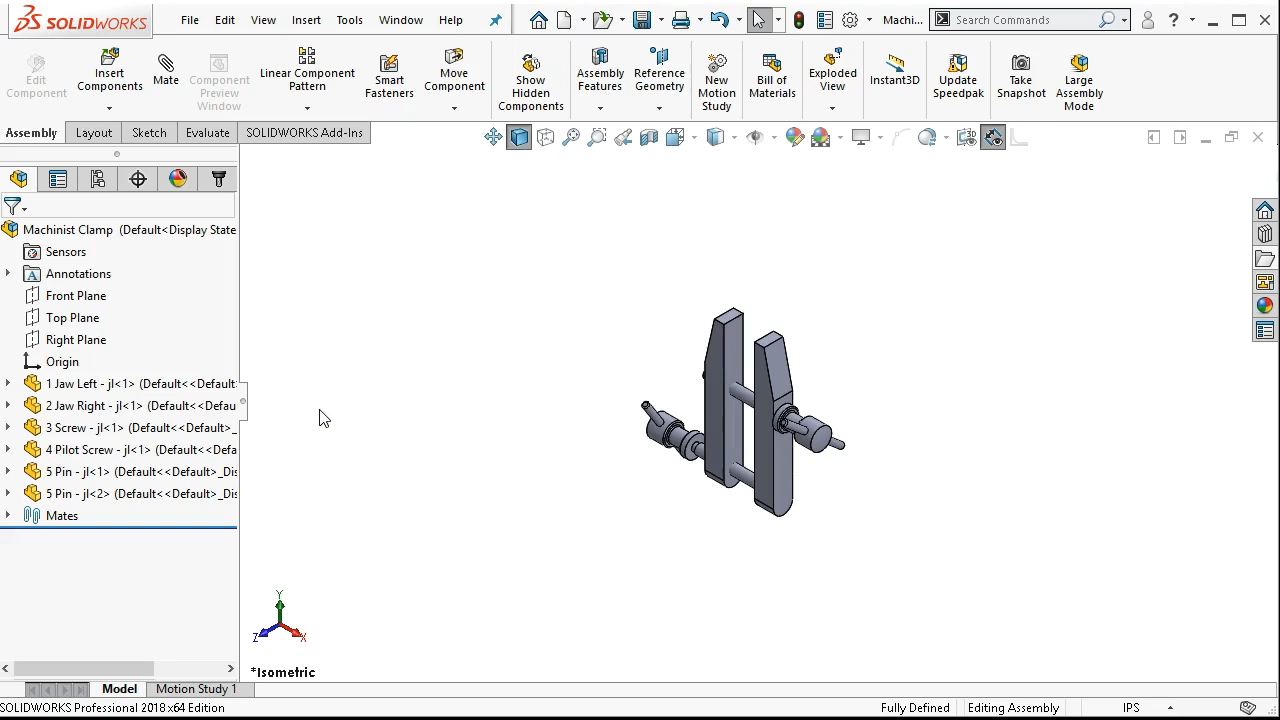 SOLIDWORKS
File Edit View Insert Tools Window Help Machi... Search Commands ?
Edit Component
Insert Components
Mate
Component Preview Window
Linear Component Pattern
Smart Fasteners
Move Component
Show Hidden Components
Assembly Features
Reference Geometry
New Motion Study
Bill of Materials
Exploded View
Instant3D
Update Speedpak
Take Snapshot
Large Assembly Mode
Assembly Layout Sketch Evaluate SOLIDWORKS Add-Ins
Machinist Clamp (Default<Display State
Sensors
Annotations
Front Plane
Top Plane
Right Plane
Origin
1 Jaw Left - jl<1> (Default<<Default
2 Jaw Right - jl<1> (Default<<Defau
3 Screw - jl<1> (Default<<Default>_
4 Pilot Screw - jl<1> (Default<<Defa
5 Pin - jl<1> (Default<<Default>_Dis
5 Pin - jl<2> (Default<<Default>_Dis
Mates
Y
Z X
*Isometric
Model Motion Study 1
SOLIDWORKS Professional 2018 x64 Edition Fully Defined Editing Assembly IPS